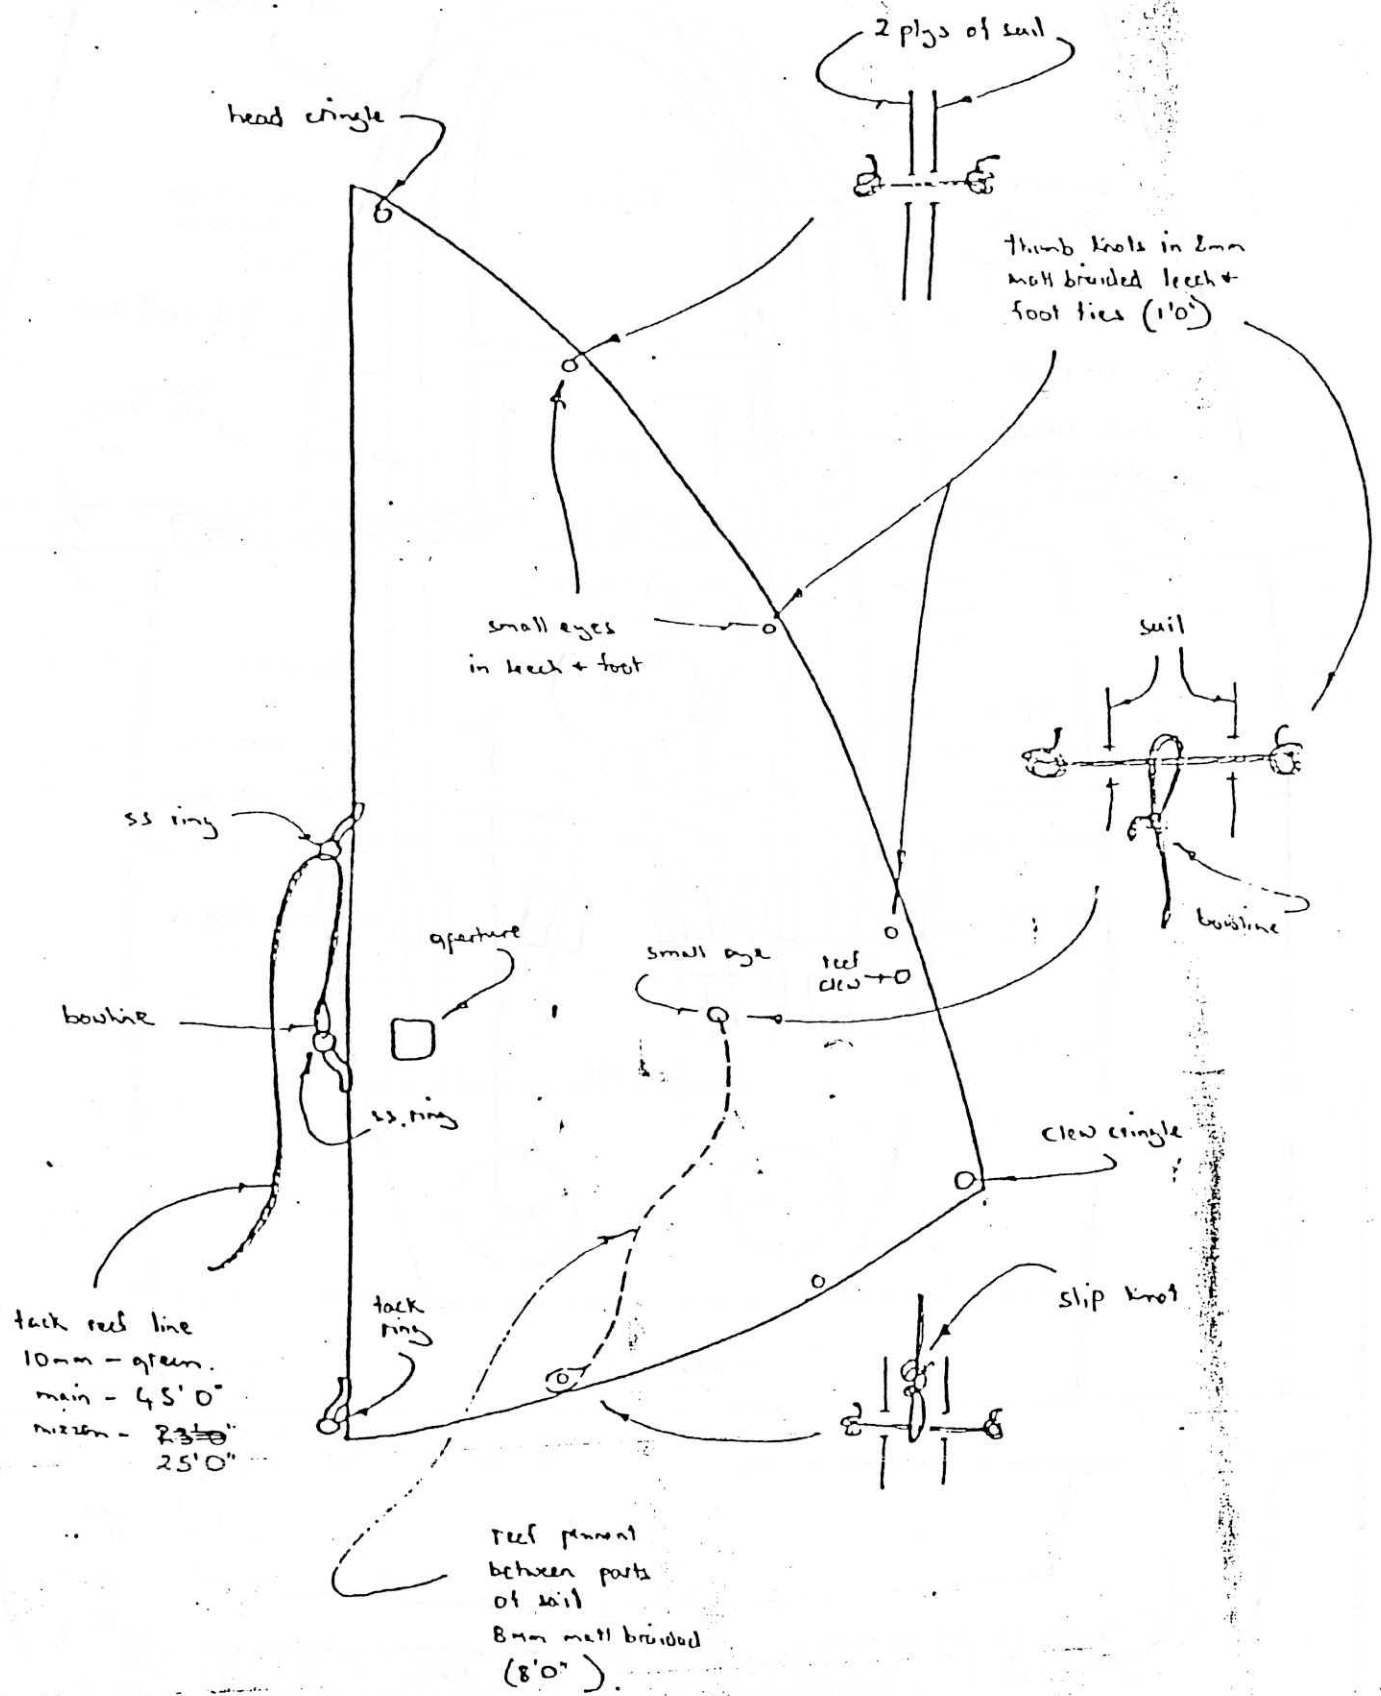 2 plys of sail
head cringle
thumb knots in 8mm
matt braided leech +
foot ties (1'0")
small eyes
in leech + foot
sail
ss ring
aperture
small eye
reef
clew
bowline
bowline
ss. ring
clew cringle
slip knot
tack
ring
tack reef line
10mm - green.
main - 45'0"
mizzen - 23'0"
25'0"
reef pennant
between parts
of sail
8mm matt braided
(8'0").